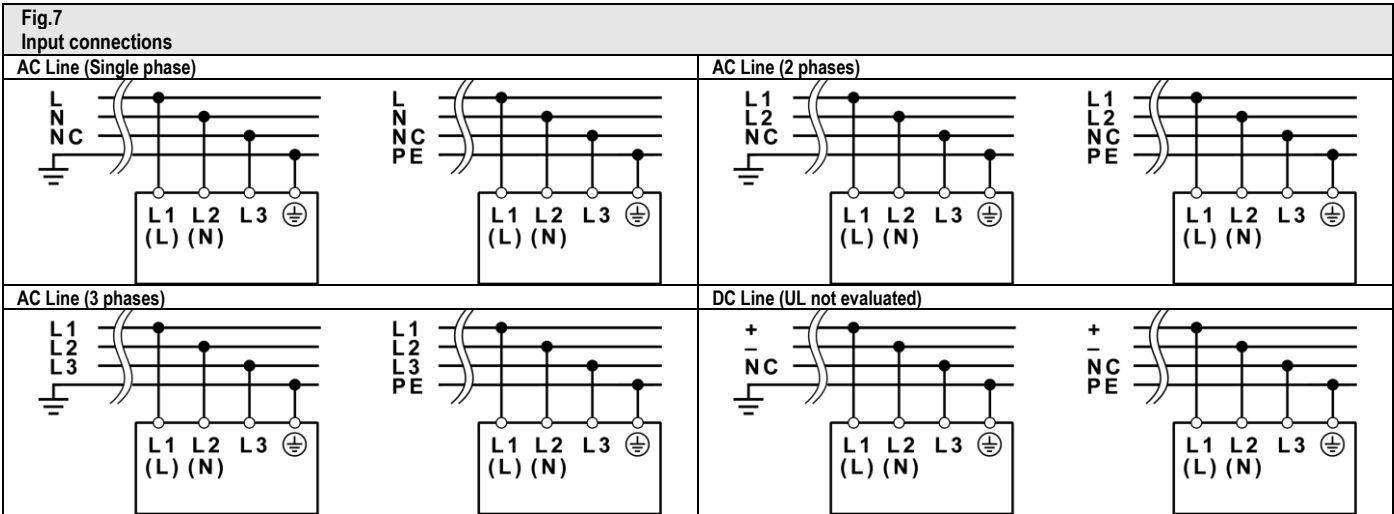 Fig.7
Input connections
AC Line (Single phase)
L
N
NC
L1 L2 L3
(L) (N)
L
N
NC
PE
L1 L2 L3
(L) (N)
AC Line (2 phases)
L1
L2
NC
L1 L2 L3
(L) (N)
L1
L2
NC
PE
L1 L2 L3
(L) (N)
AC Line (3 phases)
L1
L2
L3
L1 L2 L3
(L) (N)
L1
L2
L3
PE
L1 L2 L3
(L) (N)
DC Line (UL not evaluated)
+
−
NC
L1 L2 L3
(L) (N)
+
−
NC
PE
L1 L2 L3
(L) (N)